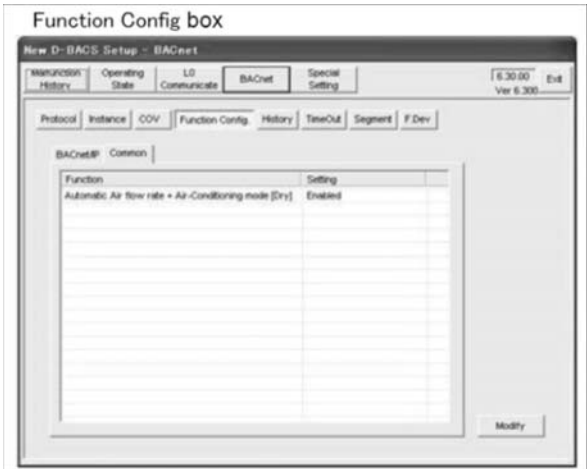 Function Config box
New D-BACS Setup - BACnet
Malfunction History
Operating State
L0 Communicate
BACnet
Special Setting
6.30.00
Ver 6.300
Exit
Protocol Instance COV Function Config. History TimeOut Segment F.Dev
BACnet/IP Common
Function Setting
Automatic Air flow rate + Air-Conditioning mode [Dry] Enabled
Modify